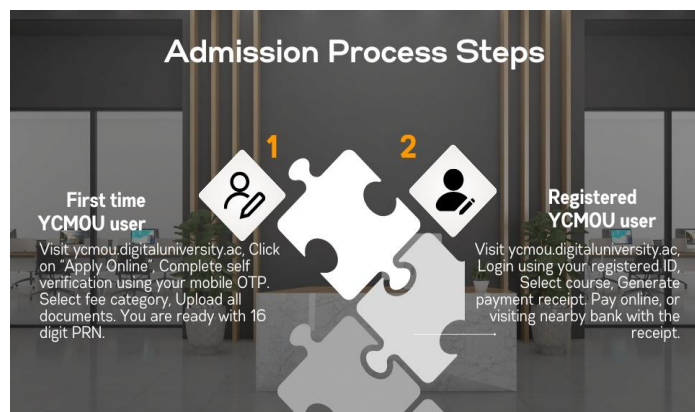 Admission Process Steps
1
First time
YCMOU user
Visit ycmou.digitaluniversity.ac, Click
on "Apply Online", Complete self
verification using your mobile OTP.
Select fee category, Upload all
documents. You are ready with 16
digit PRN.
2
Registered
YCMOU user
Visit ycmou.digitaluniversity.ac,
Login using your registered ID,
Select course, Generate
payment receipt. Pay online, or
visiting nearby bank with the
receipt.